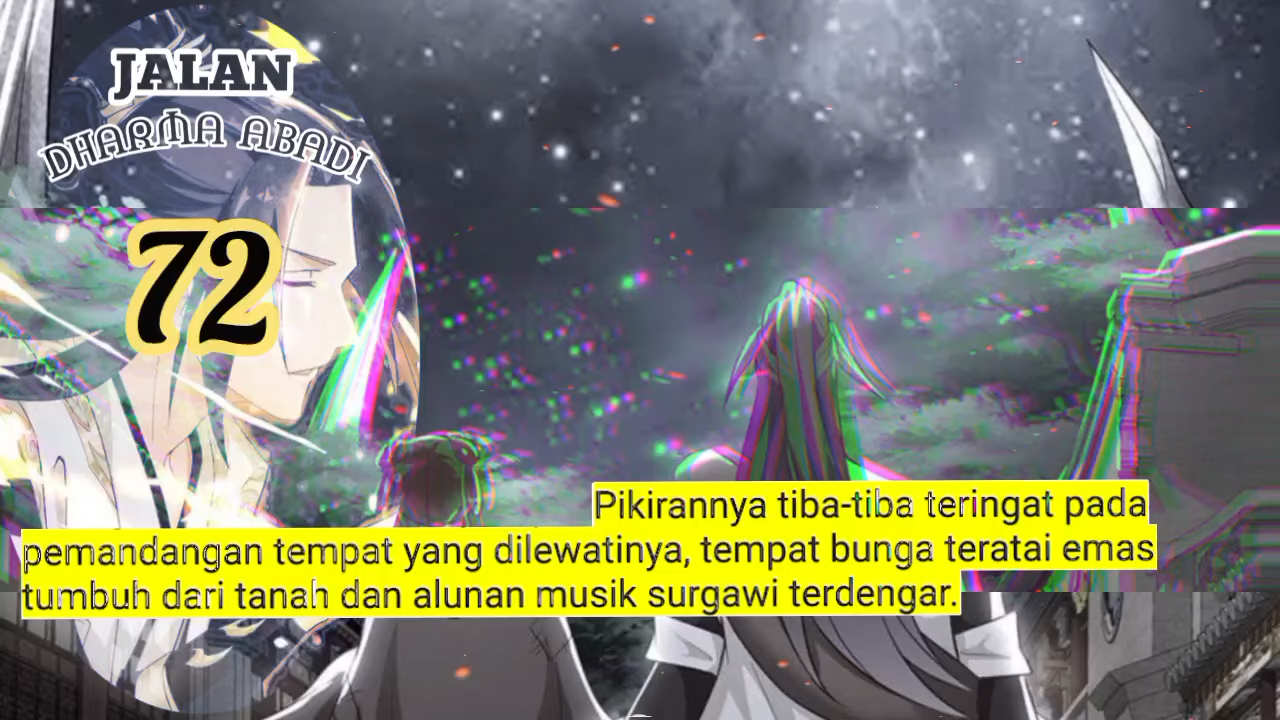 JALAN
DHARMA ABADI
72
Pikirannya tiba-tiba teringat pada
pemandangan tempat yang dilewatinya, tempat bunga teratai emas
tumbuh dari tanah dan alunan musik surgawi terdengar.